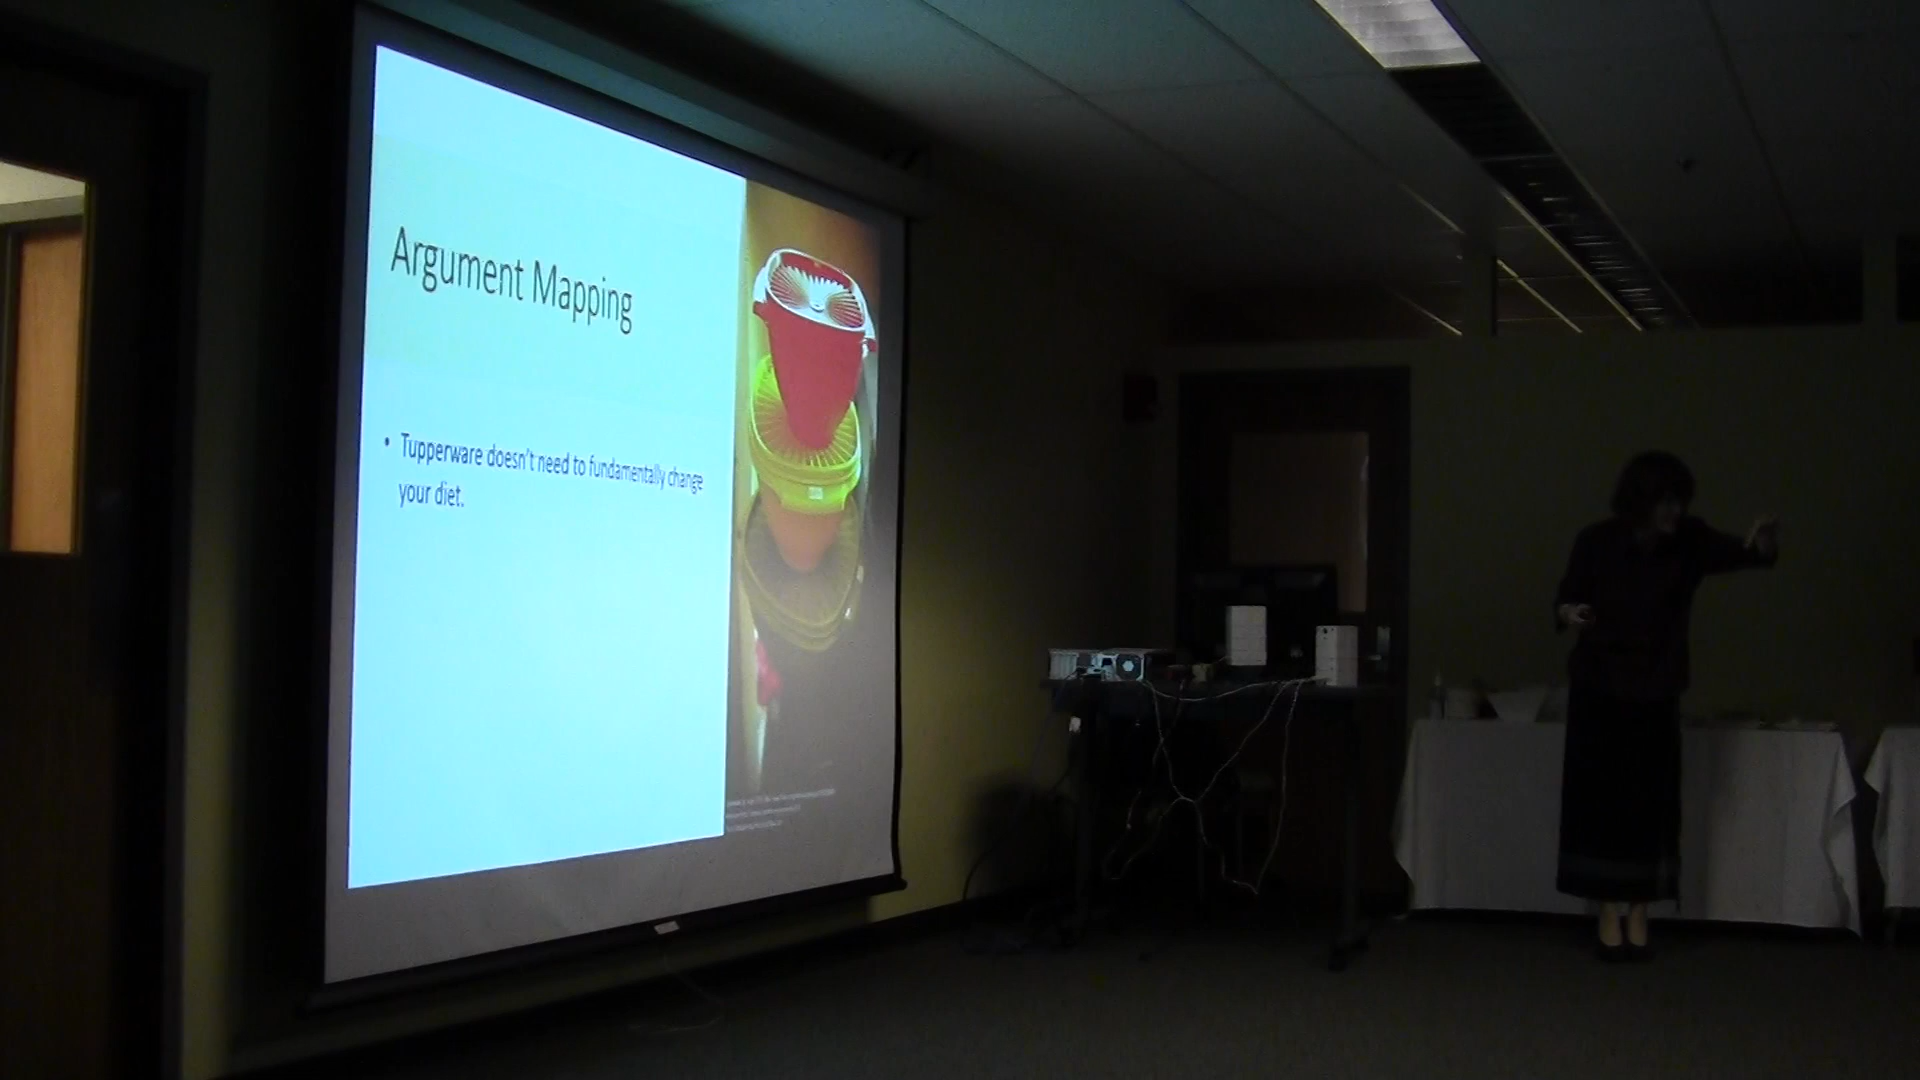 Argument Mapping
• Tupperware doesn't need to fundamentally change
your diet.